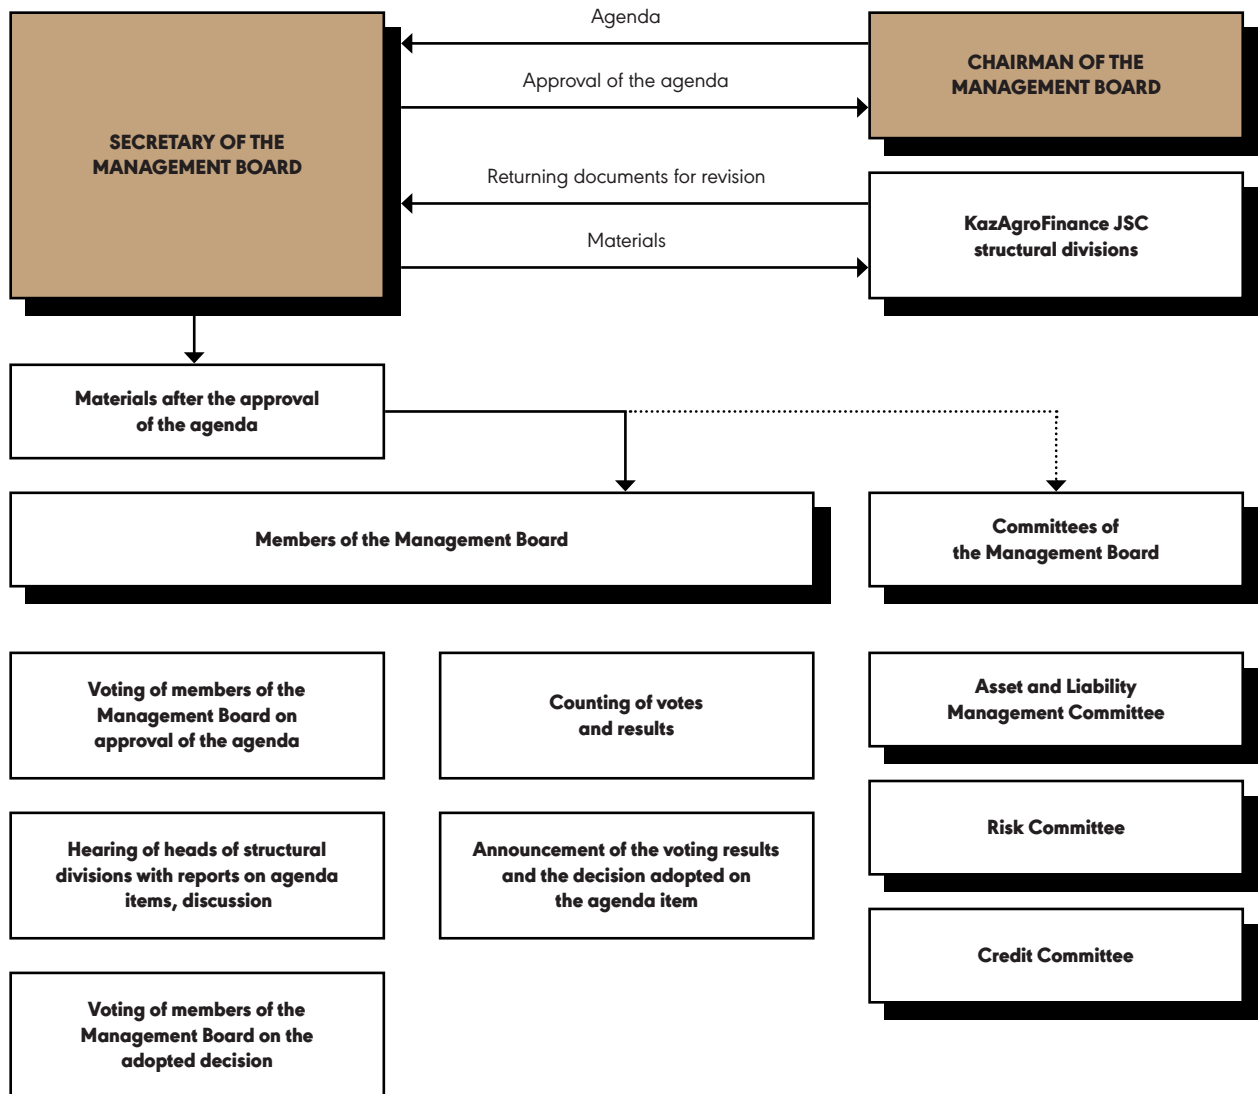 Agenda
CHAIRMAN OF THE
MANAGEMENT BOARD
Approval of the agenda
SECRETARY OF THE
MANAGEMENT BOARD
Returning documents for revision
Materials
KazAgroFinance JSC
structural divisions
Materials after the approval
of the agenda
Members of the Management Board
Committees of
the Management Board
Voting of members of the
Management Board on
approval of the agenda
Counting of votes
and results
Asset and Liability
Management Committee
Hearing of heads of structural
divisions with reports on agenda
items, discussion
Announcement of the voting results
and the decision adopted on
the agenda item
Risk Committee
Credit Committee
Voting of members of the
Management Board on the
adopted decision